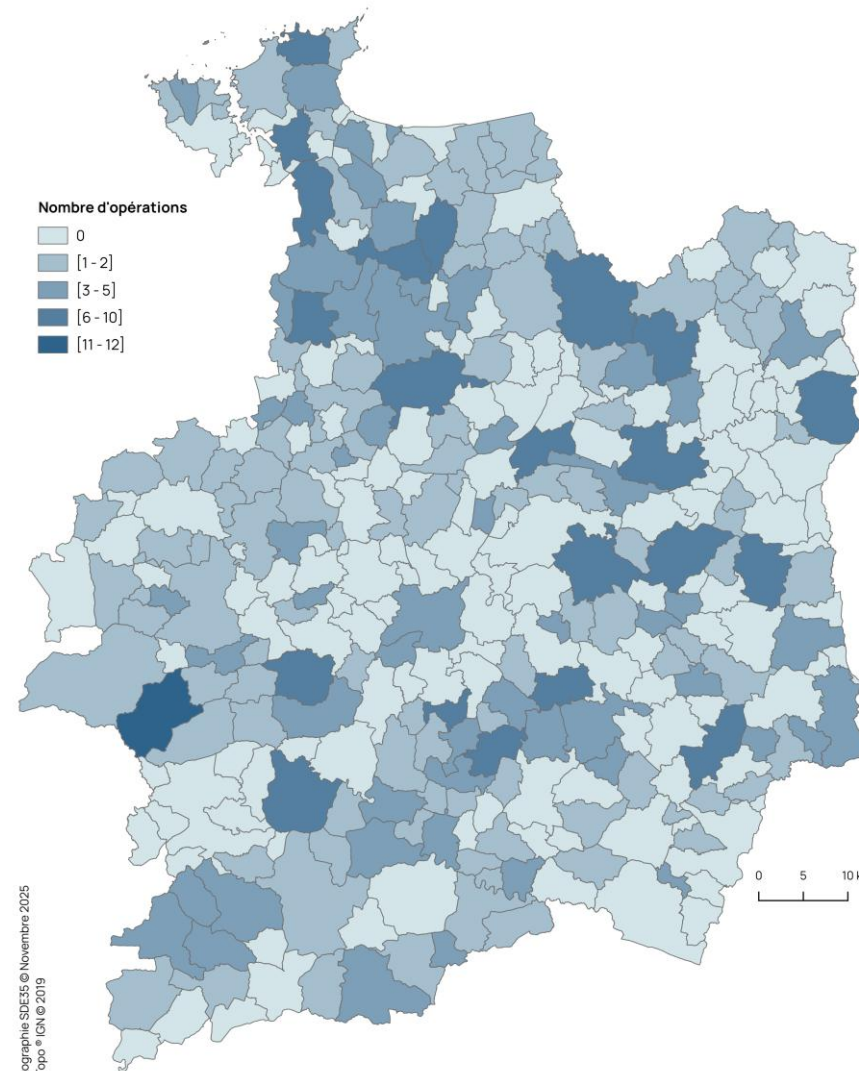 Nombre d'opérations
0
[1 - 2]
[3 - 5]
[6 - 10]
[11 - 12]
0 5 10 k
ographie SDE35 © Novembre 2025
opo ® IGN © 2019